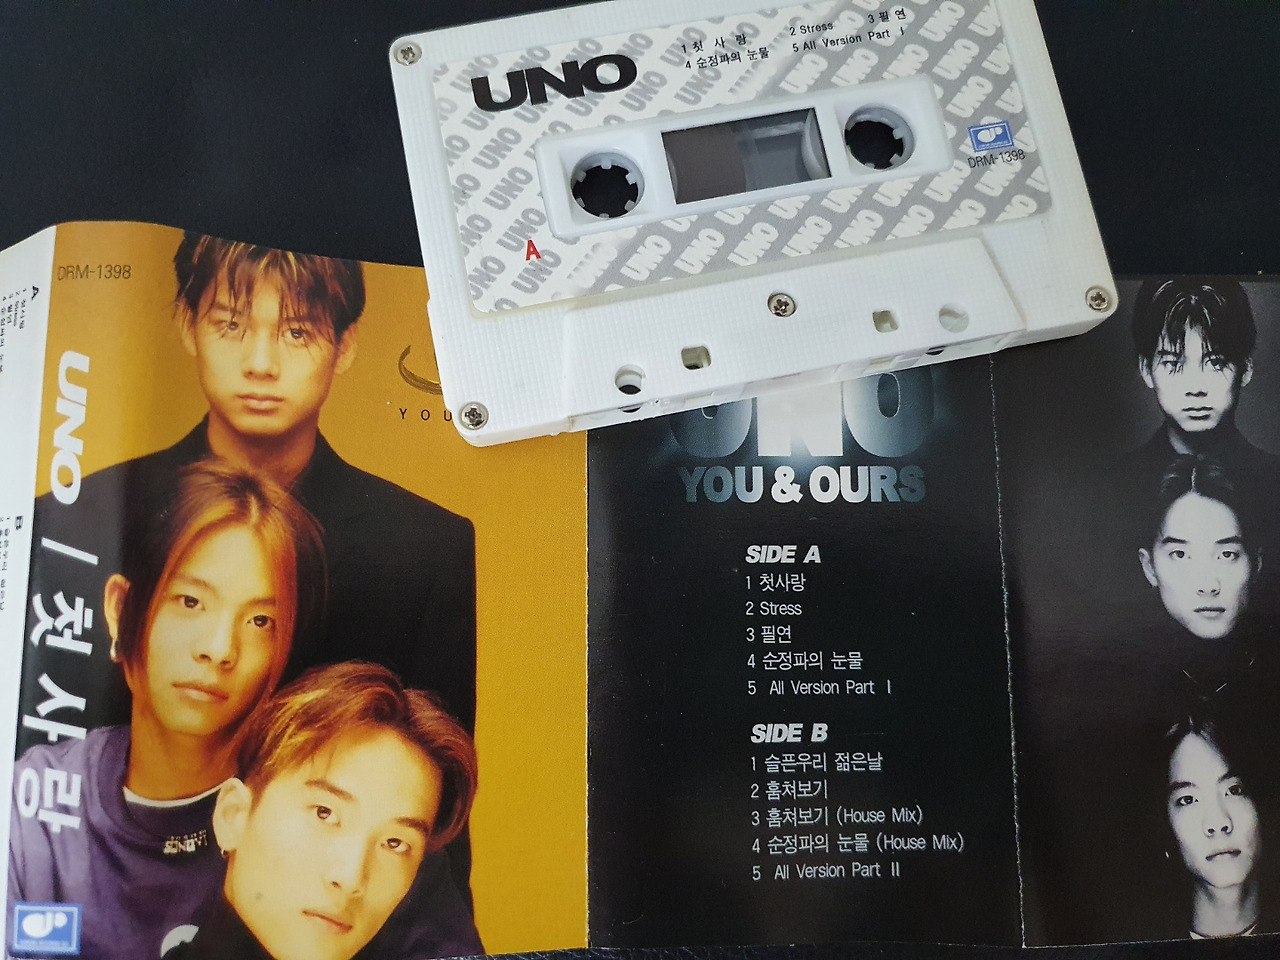 UNO
1 첫 사 랑
2 Stress
3 필 연
4 순정파의 눈물
5 All Version Part Ⅰ
A
DRM-1398
DRM-1398
UNO / 첫사랑
YOU
UNO
YOU & OURS
SIDE A
1 첫사랑
2 Stress
3 필연
4 순정파의 눈물
5 All Version Part Ⅰ
SIDE B
1 슬픈우리 젊은날
2 훔쳐보기
3 훔쳐보기 (House Mix)
4 순정파의 눈물 (House Mix)
5 All Version Part Ⅱ